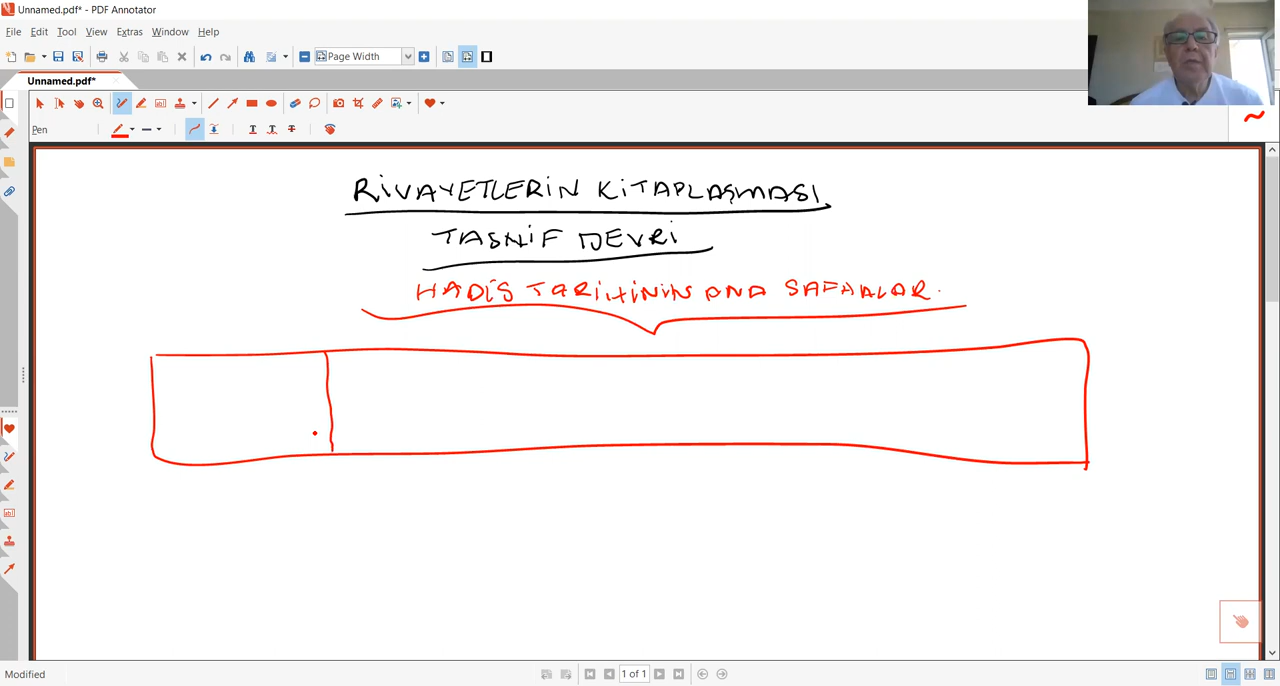 Unnamed.pdf* - PDF Annotator
File Edit Tool View Extras Window Help
Page Width
Unnamed.pdf*
Pen
RİVAYETLERİN KİTAPLAŞMASI
TASNİF DEVRİ
HADİS TARİHİNİN ANA SAFHALAR.
1 of 1
Modified